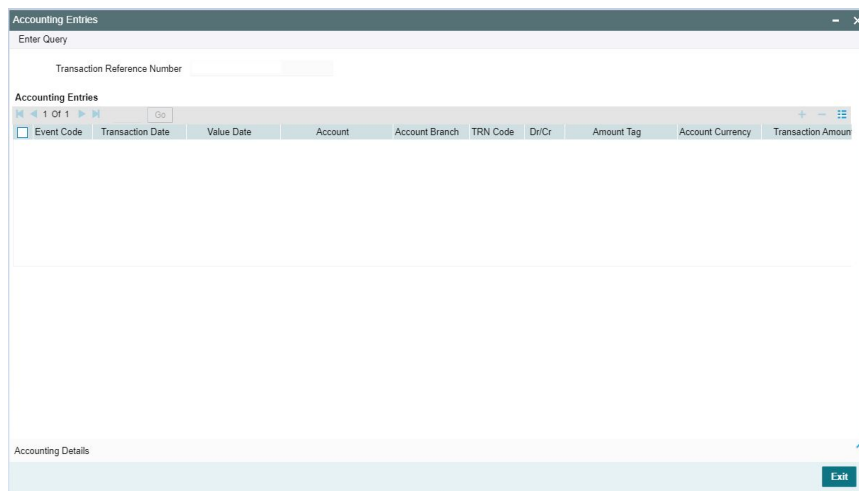 Accounting Entries
Enter Query
Transaction Reference Number
Accounting Entries
1 Of 1 Go
Event Code Transaction Date Value Date Account Account Branch TRN Code Dr/Cr Amount Tag Account Currency Transaction Amount
Accounting Details
Exit